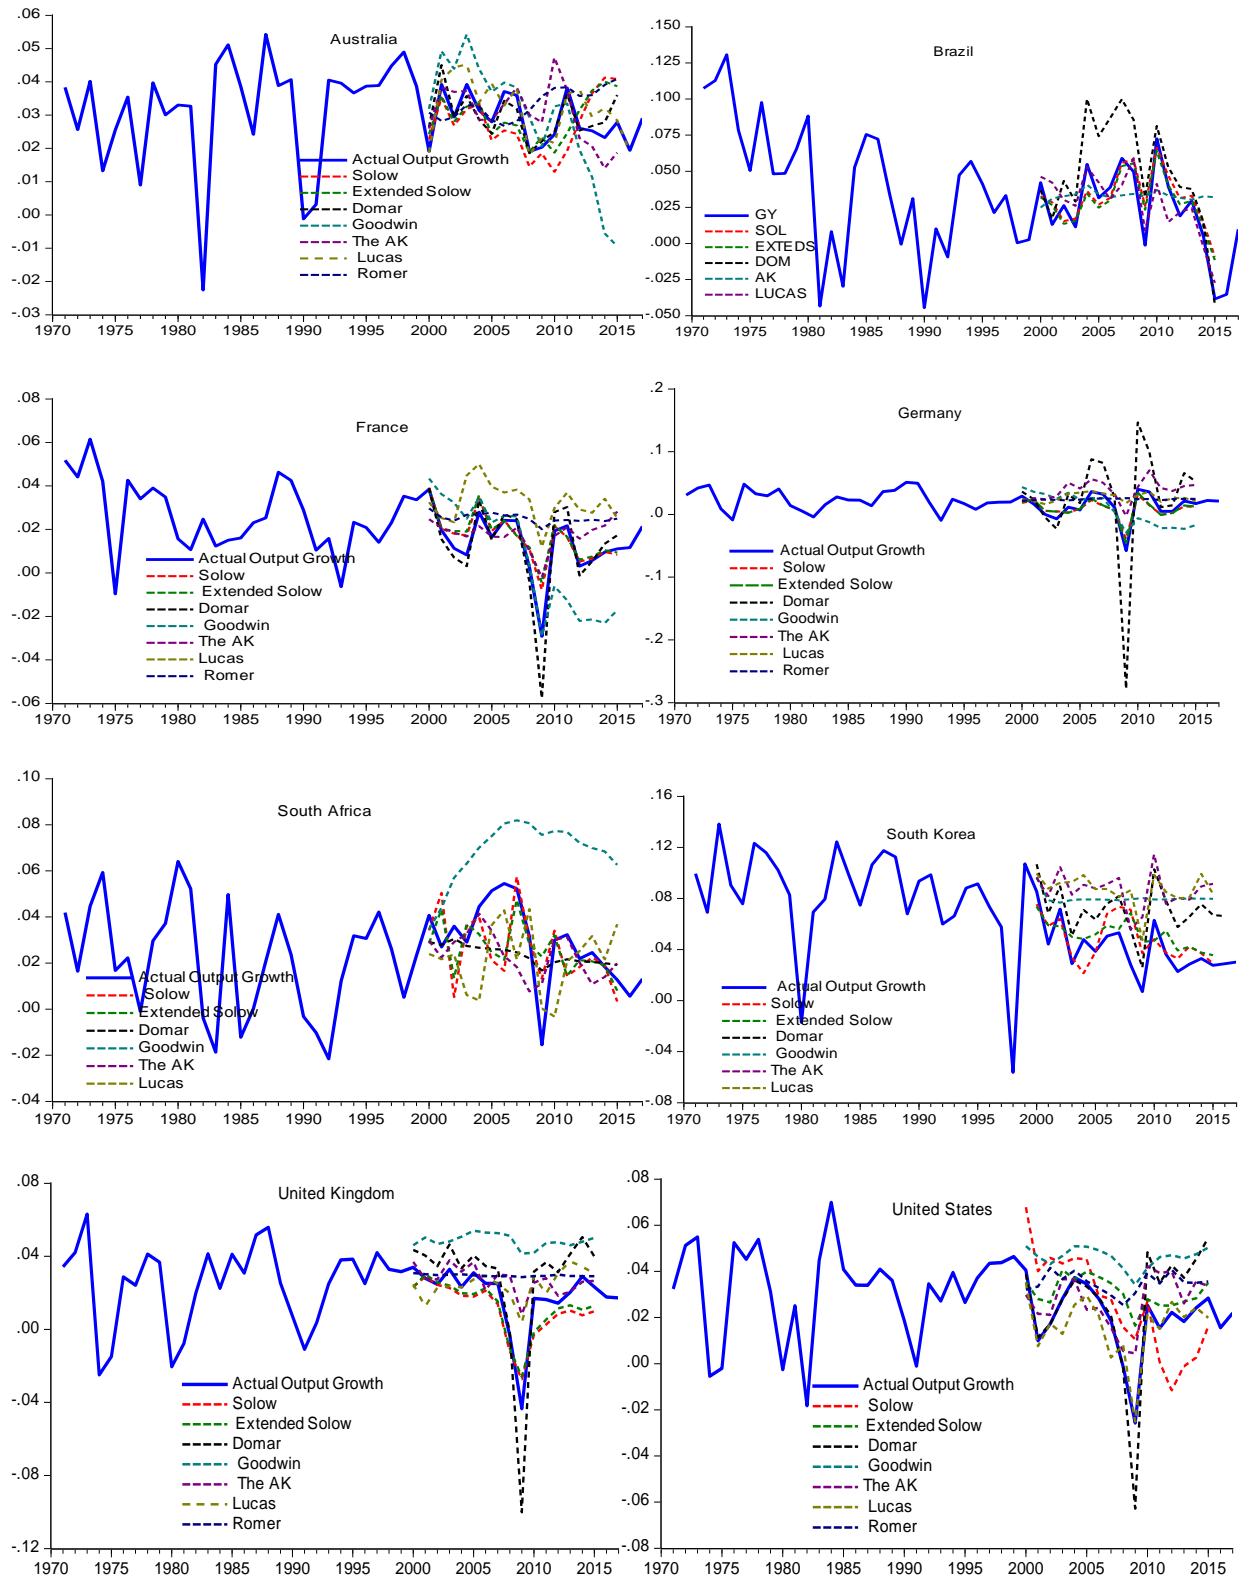 Australia
.06
.05
.04
.03
.02
.01
.00
-.01
-.02
-.03
Actual Output Growth
Solow
Extended Solow
Domar
Goodwin
The AK
Lucas
Romer
1970 1975 1980 1985 1990 1995 2000 2005 2010 2015
Brazil
.150
.125
.100
.075
.050
.025
.000
-.025
-.050
GY
SOL
EXTEDS
DOM
AK
LUCAS
1970 1975 1980 1985 1990 1995 2000 2005 2010 2015
France
.08
.06
.04
.02
.00
-.02
-.04
-.06
Actual Output Growth
Solow
Extended Solow
Domar
Goodwin
The AK
Lucas
Romer
1970 1975 1980 1985 1990 1995 2000 2005 2010 2015
Germany
.2
.1
.0
-.1
-.2
-.3
Actual Output Growth
Solow
Extended Solow
Domar
Goodwin
The AK
Lucas
Romer
1970 1975 1980 1985 1990 1995 2000 2005 2010 2015
South Africa
.10
.08
.06
.04
.02
.00
-.02
-.04
Actual Output Growth
Solow
Extended Solow
Domar
Goodwin
The AK
Lucas
1970 1975 1980 1985 1990 1995 2000 2005 2010 2015
South Korea
.16
.12
.08
.04
.00
-.04
-.08
Actual Output Growth
Solow
Extended Solow
Domar
Goodwin
The AK
Lucas
1970 1975 1980 1985 1990 1995 2000 2005 2010 2015
United Kingdom
.08
.04
.00
-.04
-.08
-.12
Actual Output Growth
Solow
Extended Solow
Domar
Goodwin
The AK
Lucas
Romer
1970 1975 1980 1985 1990 1995 2000 2005 2010 2015
United States
.08
.06
.04
.02
.00
-.02
-.04
-.06
-.08
Actual Output Growth
Solow
Extended Solow
Domar
Goodwin
The AK
Lucas
Romer
1970 1975 1980 1985 1990 1995 2000 2005 2010 2015